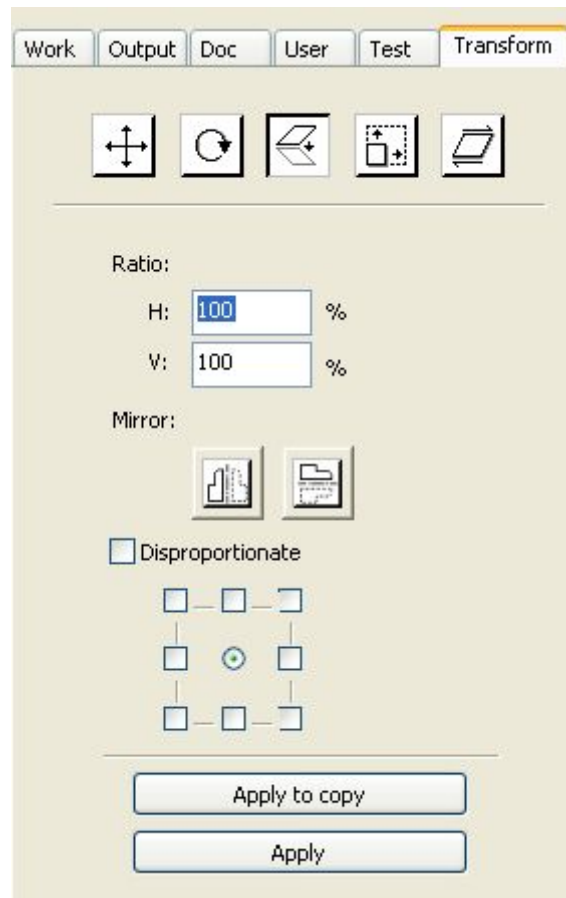 Work Output Doc User Test Transform
Ratio:
H: 100 %
V: 100 %
Mirror:
Disproportionate
Apply to copy
Apply